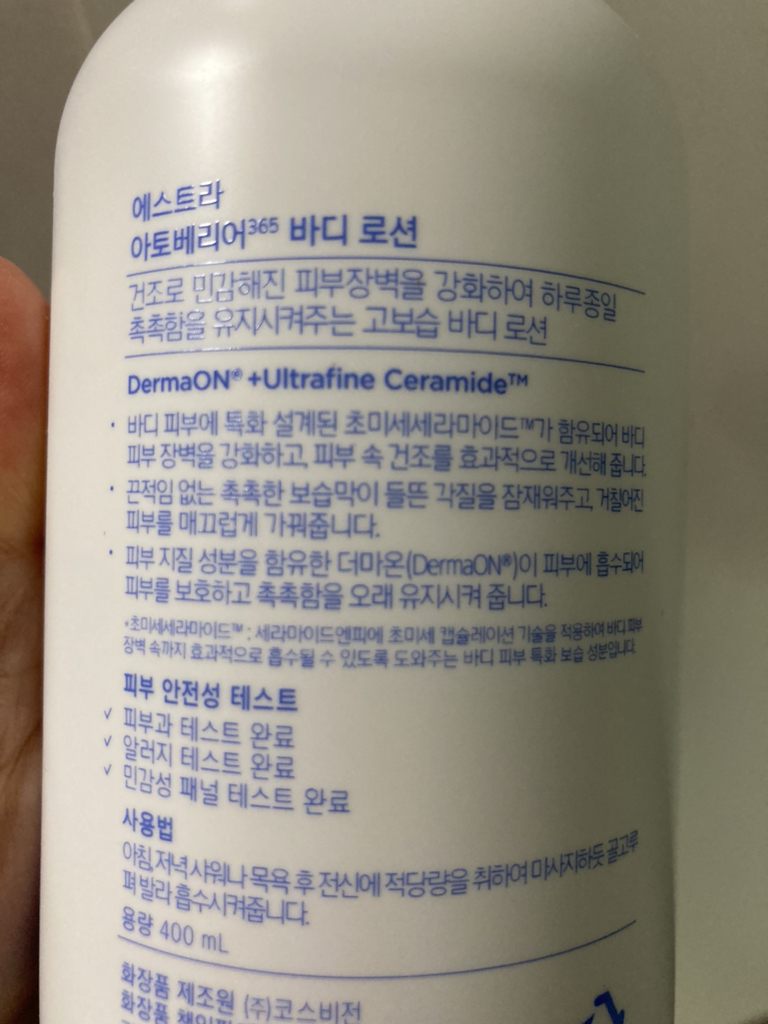 에스트라
아토베리어³⁶⁵ 바디 로션
건조로 민감해진 피부장벽을 강화하여 하루종일
촉촉함을 유지시켜주는 고보습 바디 로션
DermaON® +Ultrafine Ceramide™
• 바디 피부에 특화 설계된 초미세세라마이드™가 함유되어 바디
피부 장벽을 강화하고, 피부 속 건조를 효과적으로 개선해 줍니다.
• 끈적임 없는 촉촉한 보습막이 들뜬 각질을 잠재워주고, 거칠어진
피부를 매끄럽게 가꿔줍니다.
• 피부 지질 성분을 함유한 더마온(DermaON®)이 피부에 흡수되어
피부를 보호하고 촉촉함을 오래 유지시켜 줍니다.
*초미세세라마이드™ : 세라마이드엔피에 초미세 캡슐레이션 기술을 적용하여 바디 피부
장벽 속까지 효과적으로 흡수될 수 있도록 도와주는 바디 피부 특화 보습 성분입니다.
피부 안전성 테스트
✓ 피부과 테스트 완료
✓ 알러지 테스트 완료
✓ 민감성 패널 테스트 완료
사용법
아침, 저녁 샤워나 목욕 후 전신에 적당량을 취하여 마사지하듯 골고루
펴 발라 흡수시켜줍니다.
용량 400 mL
화장품 제조원 (주)코스비전
화장품